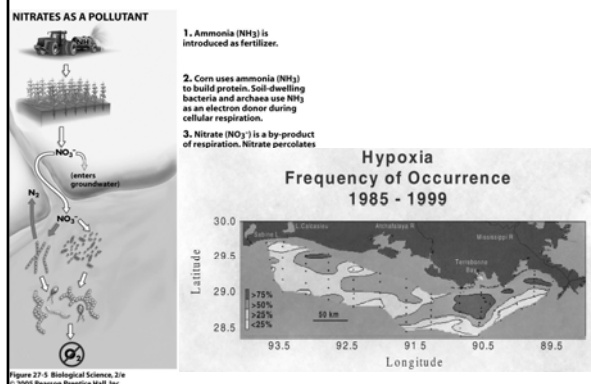 NITRATES AS A POLLUTANT
1. Ammonia (NH3) is
introduced as fertilizer.
2. Corn uses ammonia (NH3)
to build protein. Soil-dwelling
bacteria and archaea use NH3
as an electron donor during
cellular respiration.
3. Nitrate (NO3-) is a by-product
of respiration. Nitrate percolates
NO3-
(enters
groundwater)
N2
NO3-
O2
Figure 27-5 Biological Science, 2/e
© 2005 Pearson Prentice Hall, Inc.
Hypoxia
Frequency of Occurrence
1985 - 1999
Latitude
30.0
29.5
29.0
28.5
Sabine L.
L.Calcasieu
Atchafalaya R
Mississippi R
Terrebonne
Bay
>75%
>50%
>25%
<25%
50 km
93.5 92.5 91.5 90.5 89.5
Longitude